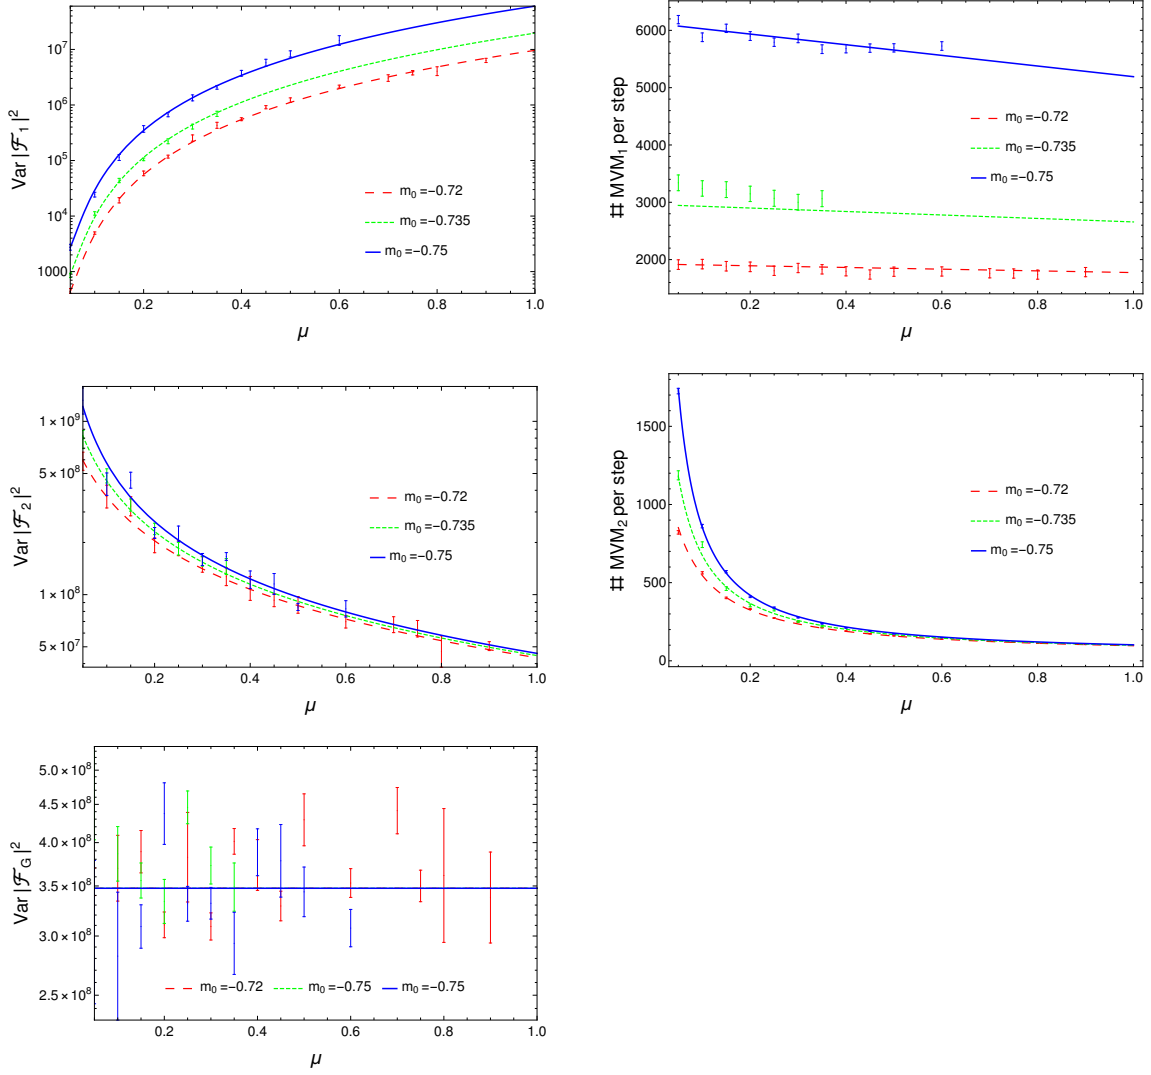 Var |ℱ₁|²
10⁷
10⁶
10⁵
10⁴
1000
m₀ =−0.72
m₀ =−0.735
m₀ =−0.75
0.2 0.4 0.6 0.8 1.0
μ
# MVM₁ per step
6000
5000
4000
3000
2000
m₀ =−0.72
m₀ =−0.735
m₀ =−0.75
0.2 0.4 0.6 0.8 1.0
μ
Var |ℱ₂|²
1×10⁹
5×10⁸
1×10⁸
5×10⁷
m₀ =−0.72
m₀ =−0.735
m₀ =−0.75
0.2 0.4 0.6 0.8 1.0
μ
# MVM₂ per step
1500
1000
500
0
m₀ =−0.72
m₀ =−0.735
m₀ =−0.75
0.2 0.4 0.6 0.8 1.0
μ
Var |ℱ_G|²
5.0×10⁸
4.5×10⁸
4.0×10⁸
3.5×10⁸
3.0×10⁸
2.5×10⁸
m₀ =−0.72 m₀ =−0.75 m₀ =−0.75
0.2 0.4 0.6 0.8 1.0
μ